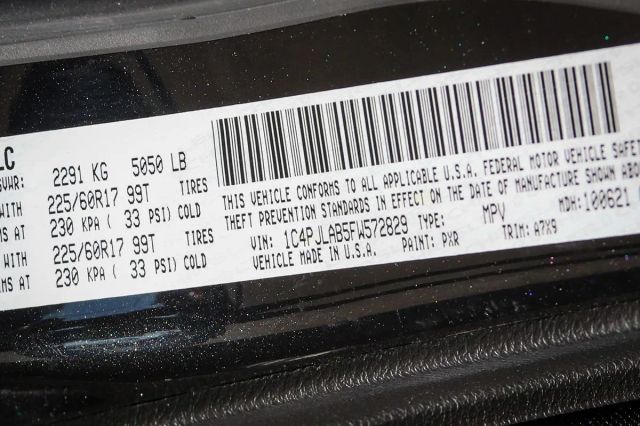 LC
GVWR: 2291 KG 5050 LB
WITH 225/60R17 99T TIRES
MS AT 230 KPA ( 33 PSI) COLD
WITH 225/60R17 99T TIRES
MS AT 230 KPA ( 33 PSI) COLD
THIS VEHICLE CONFORMS TO ALL APPLICABLE U.S.A. FEDERAL MOTOR VEHICLE SAFET
THEFT PREVENTION STANDARDS IN EFFECT ON THE DATE OF MANUFACTURE SHOWN ABO
VIN: 1C4PJLAB5FW572829 TYPE: MPV MDH: 100621
VEHICLE MADE IN U.S.A. PAINT: PXR TRIM: A7X9